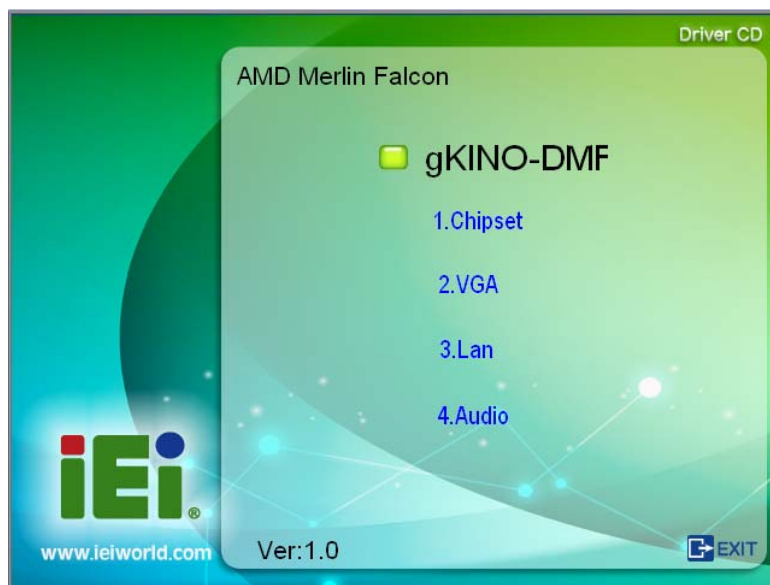 Driver CD
AMD Merlin Falcon
gKINO-DMF
1.Chipset
2.VGA
3.Lan
4.Audio
iEi®
www.ieiworld.com
Ver:1.0
EXIT